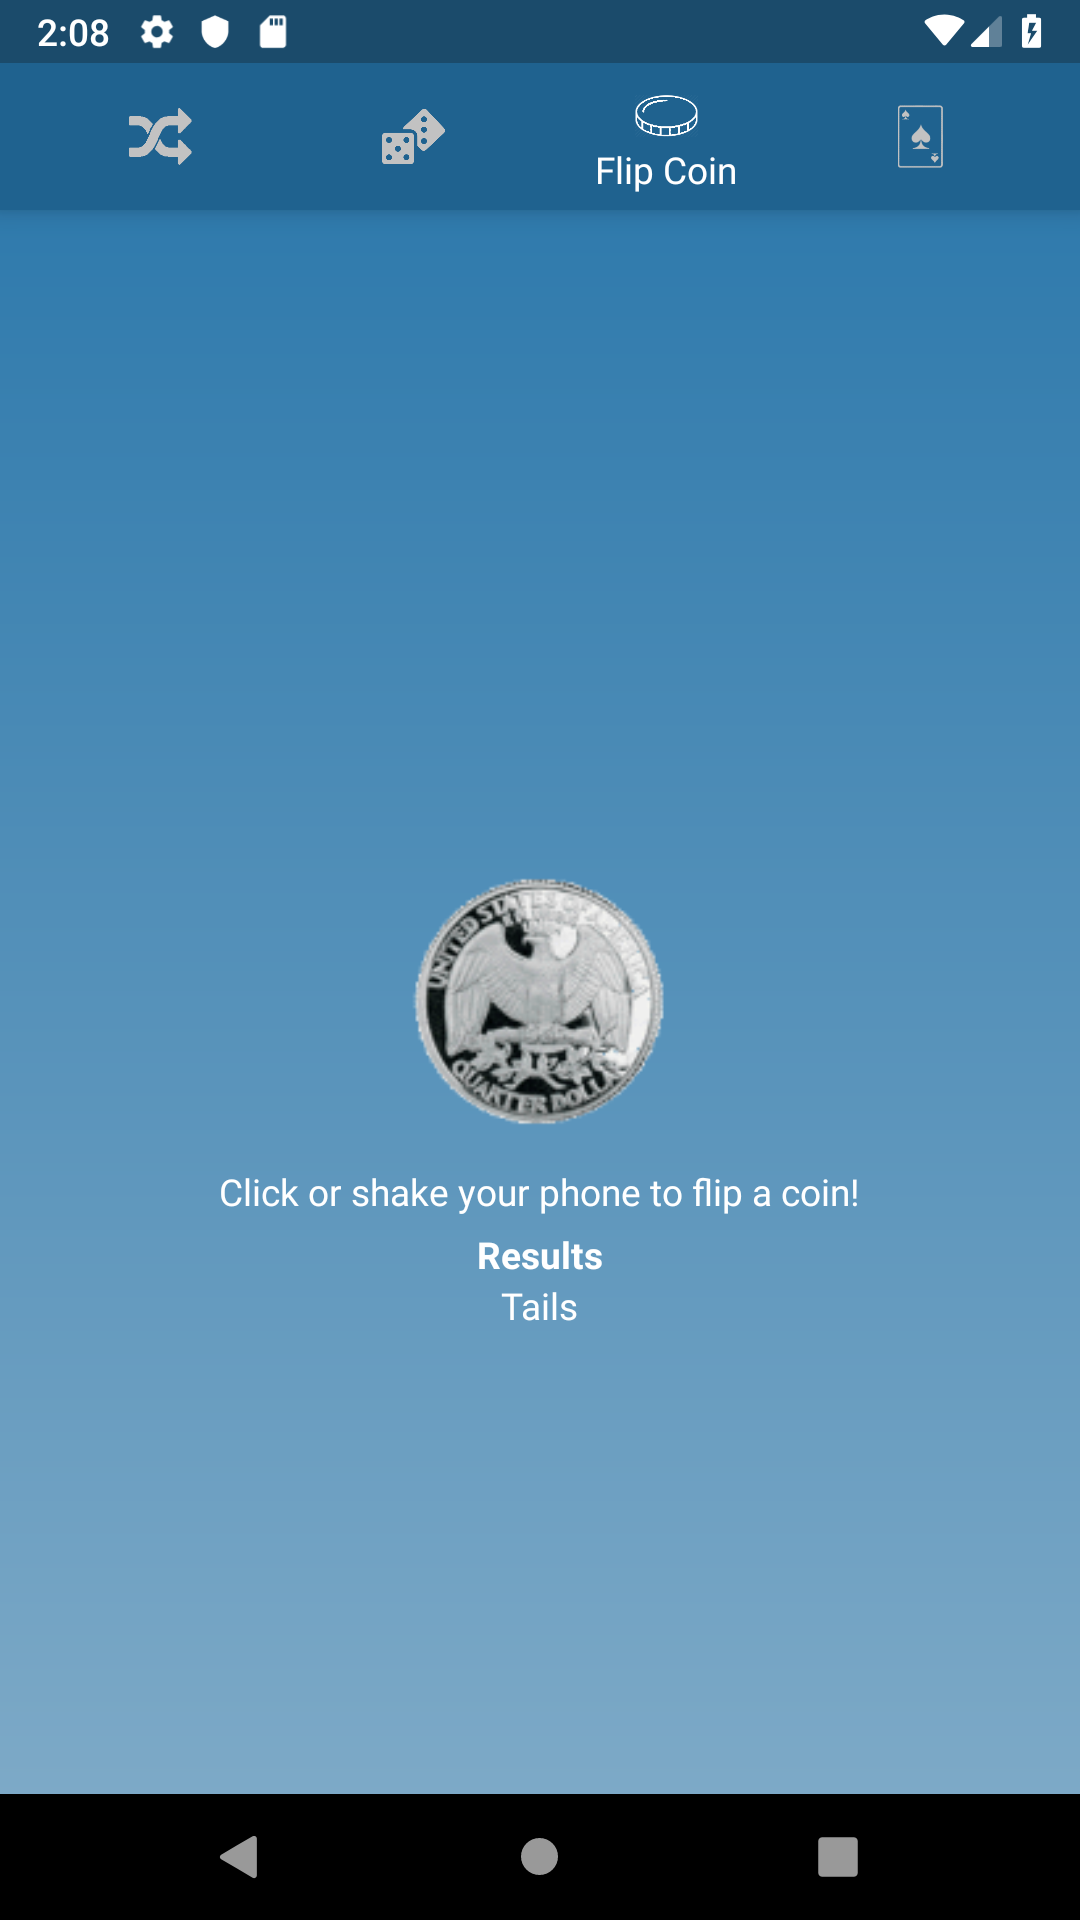 2:08
Flip Coin
UNITED STATES OF AMERICA
QUARTER DOLLAR
Click or shake your phone to flip a coin!
Results
Tails